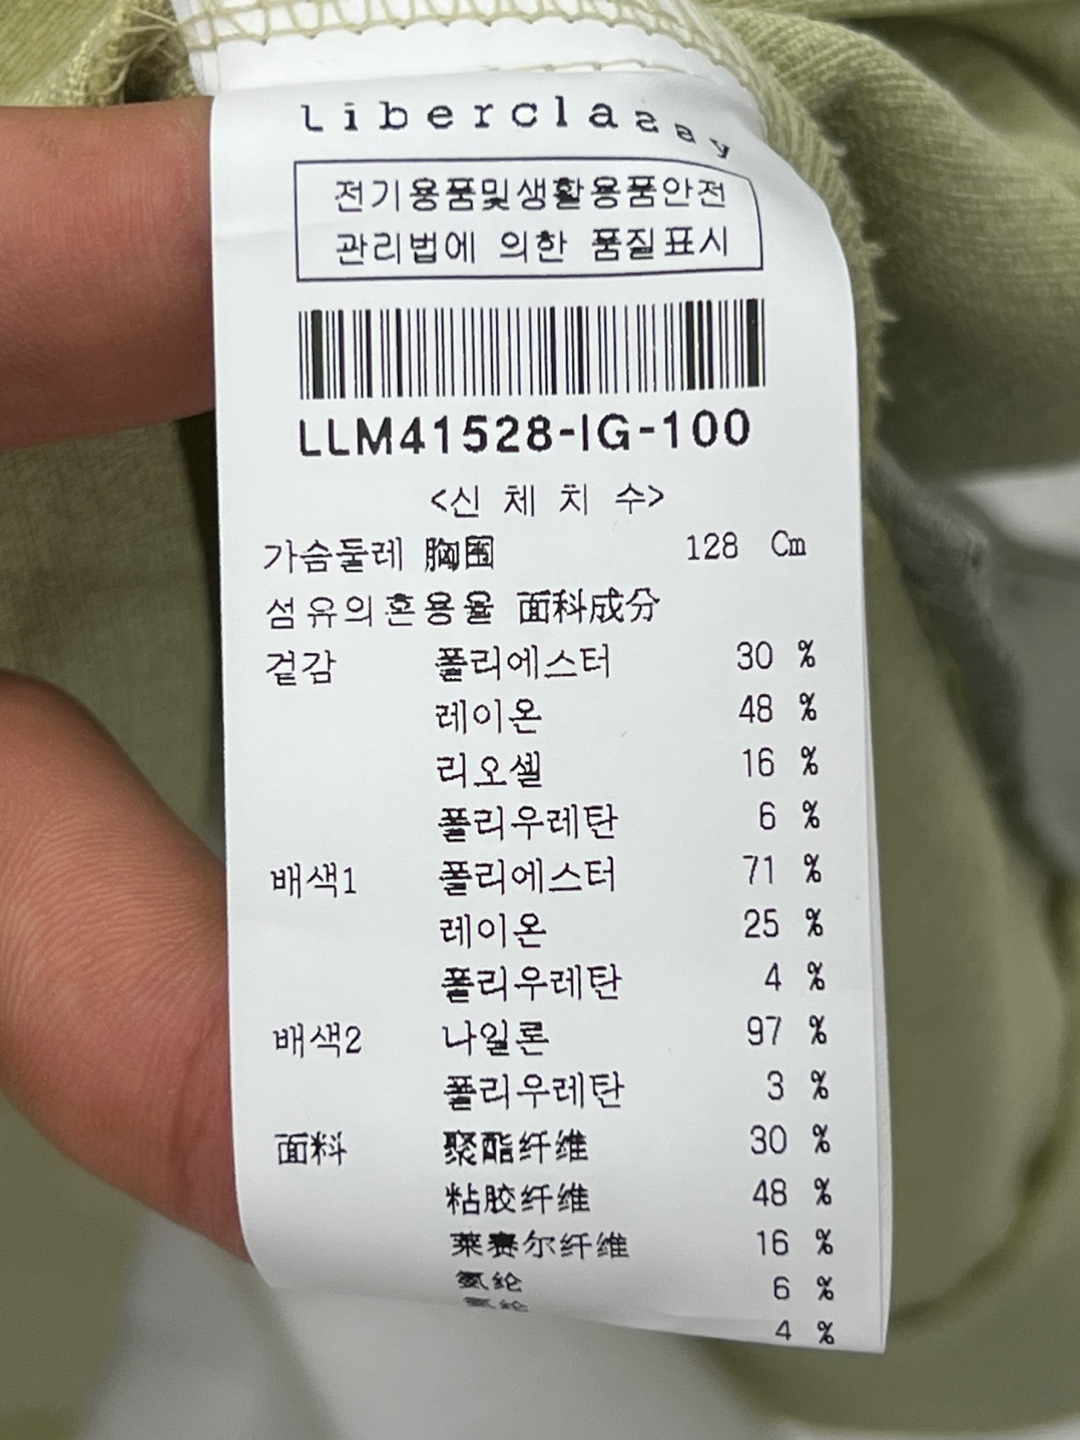 Liberclassy
전기용품및생활용품안전
관리법에 의한 품질표시
LLM41528-IG-100
<신 체 치 수>
가슴둘레 胸围 128 Cm
섬유의혼용율 面科成分
겉감 폴리에스터 30 %
레이온 48 %
리오셀 16 %
폴리우레탄 6 %
배색1 폴리에스터 71 %
레이온 25 %
폴리우레탄 4 %
배색2 나일론 97 %
폴리우레탄 3 %
面料 聚酯纤维 30 %
粘胶纤维 48 %
莱赛尔纤维 16 %
氨纶 6 %
氨纶 4 %